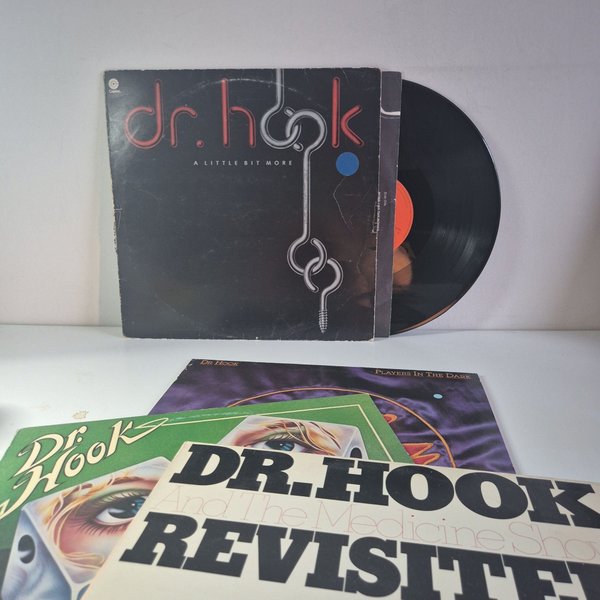 Capitol
dr. hook
A LITTLE BIT MORE
DR. HOOK
PLAYERS IN THE DARK
Dr.
Hook
DR. HOOK
And The Medicine Show
REVISITED